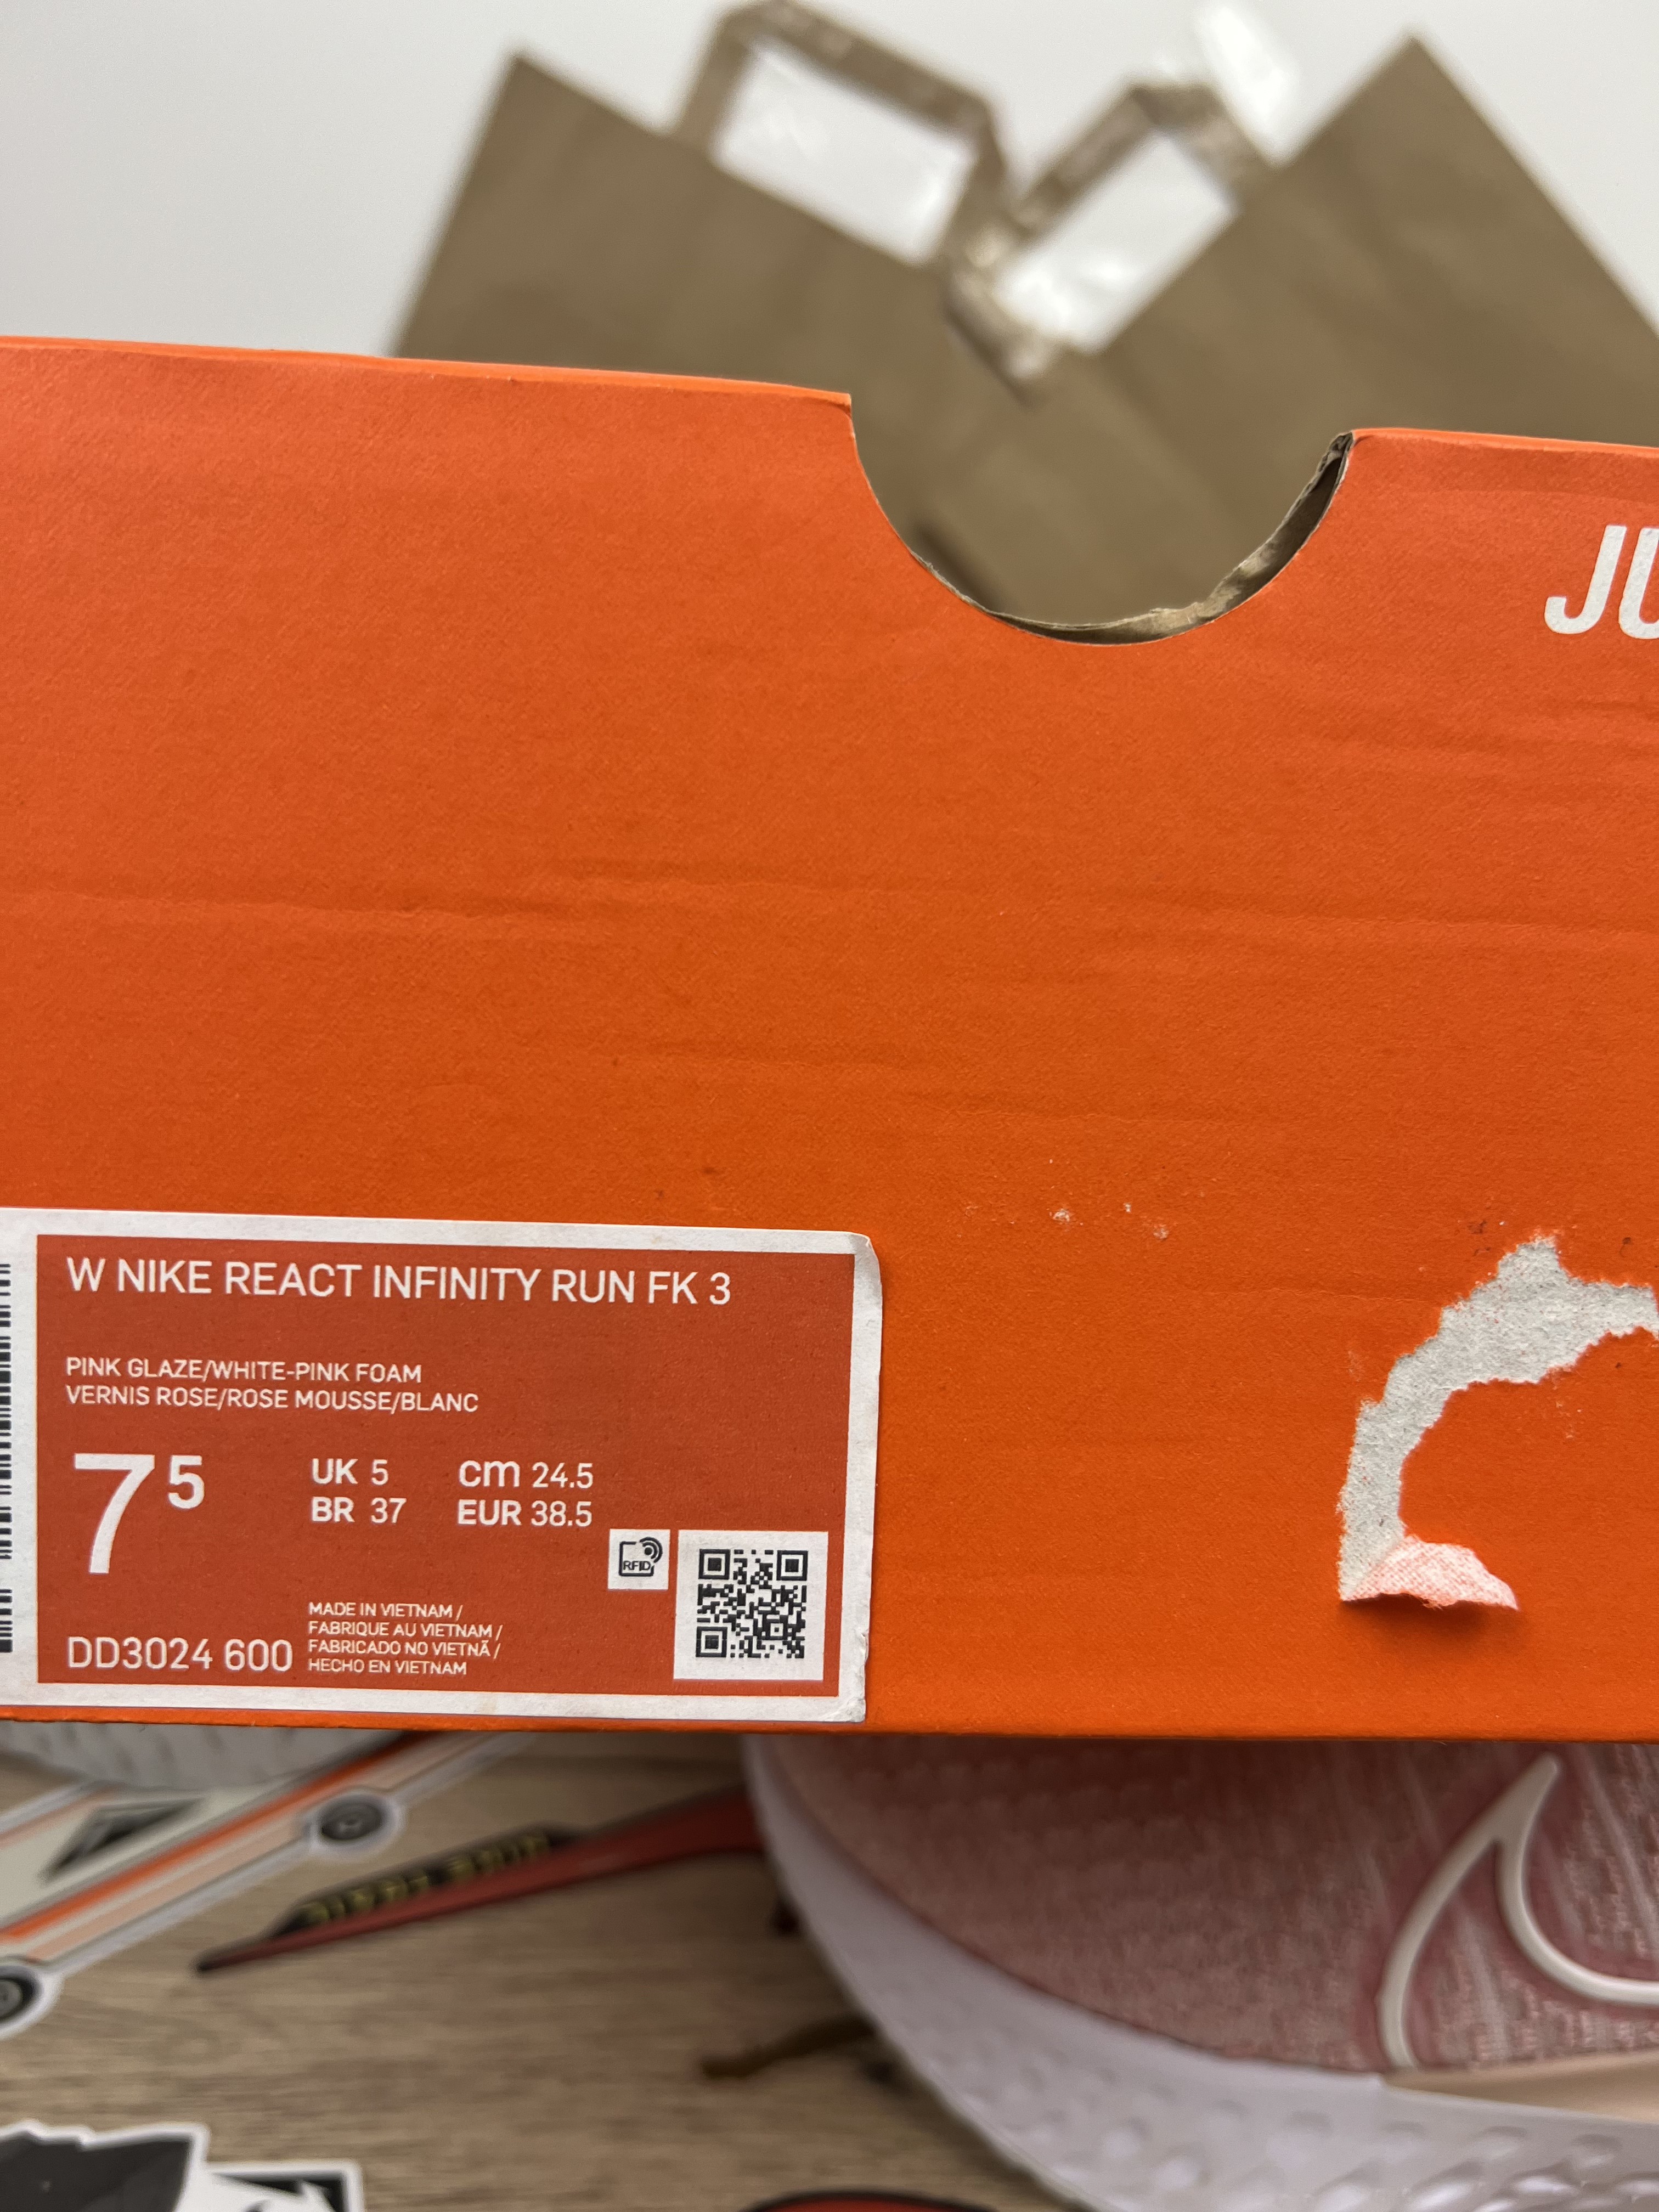 JU
W NIKE REACT INFINITY RUN FK 3
PINK GLAZE/WHITE-PINK FOAM
VERNIS ROSE/ROSE MOUSSE/BLANC
7⁵
UK 5 cm 24.5
BR 37 EUR 38.5
RFID
MADE IN VIETNAM /
FABRIQUE AU VIETNAM /
FABRICADO NO VIETNÃ /
HECHO EN VIETNAM
DD3024 600